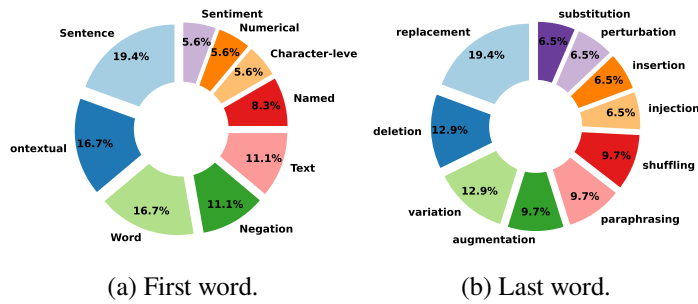 Sentiment
Numerical
Character-leve
Named
Text
Negation
Word
ontextual
Sentence
5.6%
5.6%
5.6%
8.3%
11.1%
11.1%
16.7%
16.7%
19.4%
(a) First word.
substitution
perturbation
insertion
injection
shuffling
paraphrasing
augmentation
variation
deletion
replacement
6.5%
6.5%
6.5%
6.5%
9.7%
9.7%
9.7%
12.9%
12.9%
19.4%
(b) Last word.